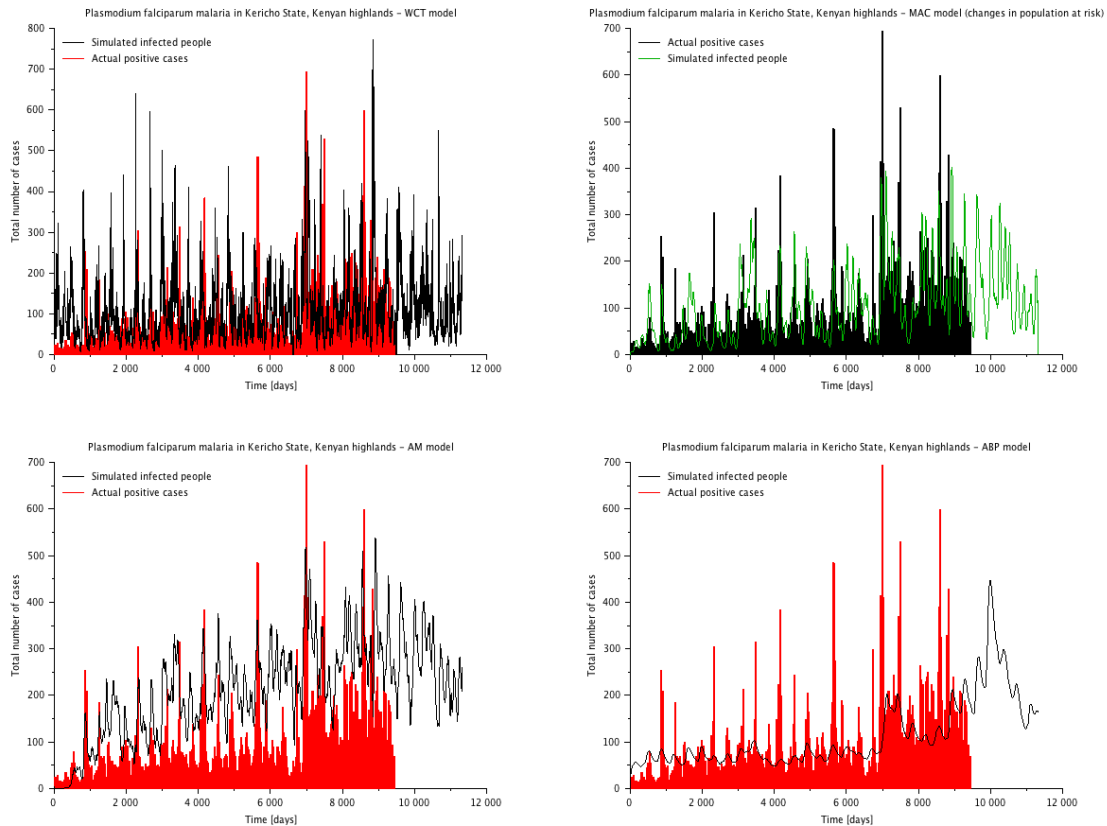 Plasmodium falciparum malaria in Kericho State, Kenyan highlands - WCT model
800
700
600
500
400
300
200
100
0
Total number of cases
Simulated infected people
Actual positive cases
0 2 000 4 000 6 000 8 000 10 000 12 000
Time [days]
Plasmodium falciparum malaria in Kericho State, Kenyan highlands - MAC model (changes in population at risk)
700
600
500
400
300
200
100
0
Total number of cases
Actual positive cases
Simulated infected people
0 2 000 4 000 6 000 8 000 10 000 12 000
Time [days]
Plasmodium falciparum malaria in Kericho State, Kenyan highlands - AM model
700
600
500
400
300
200
100
0
Total number of cases
Simulated infected people
Actual positive cases
0 2 000 4 000 6 000 8 000 10 000 12 000
Time [days]
Plasmodium falciparum malaria in Kericho State, Kenyan highlands - ABP model
700
600
500
400
300
200
100
0
Total number of cases
Simulated infected people
Actual positive cases
0 2 000 4 000 6 000 8 000 10 000 12 000
Time [days]